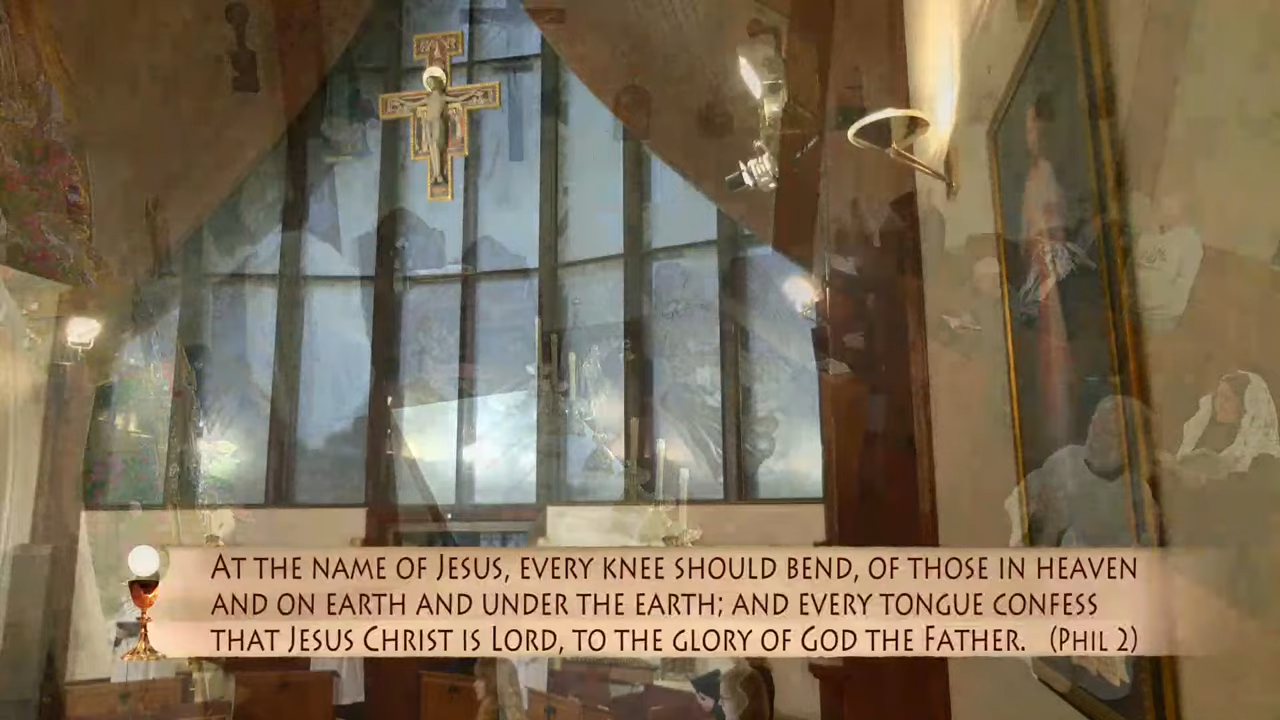 At the name of Jesus, every knee should bend, of those in heaven
and on earth and under the earth; and every tongue confess
that Jesus Christ is Lord, to the glory of God the Father. (Phil 2)